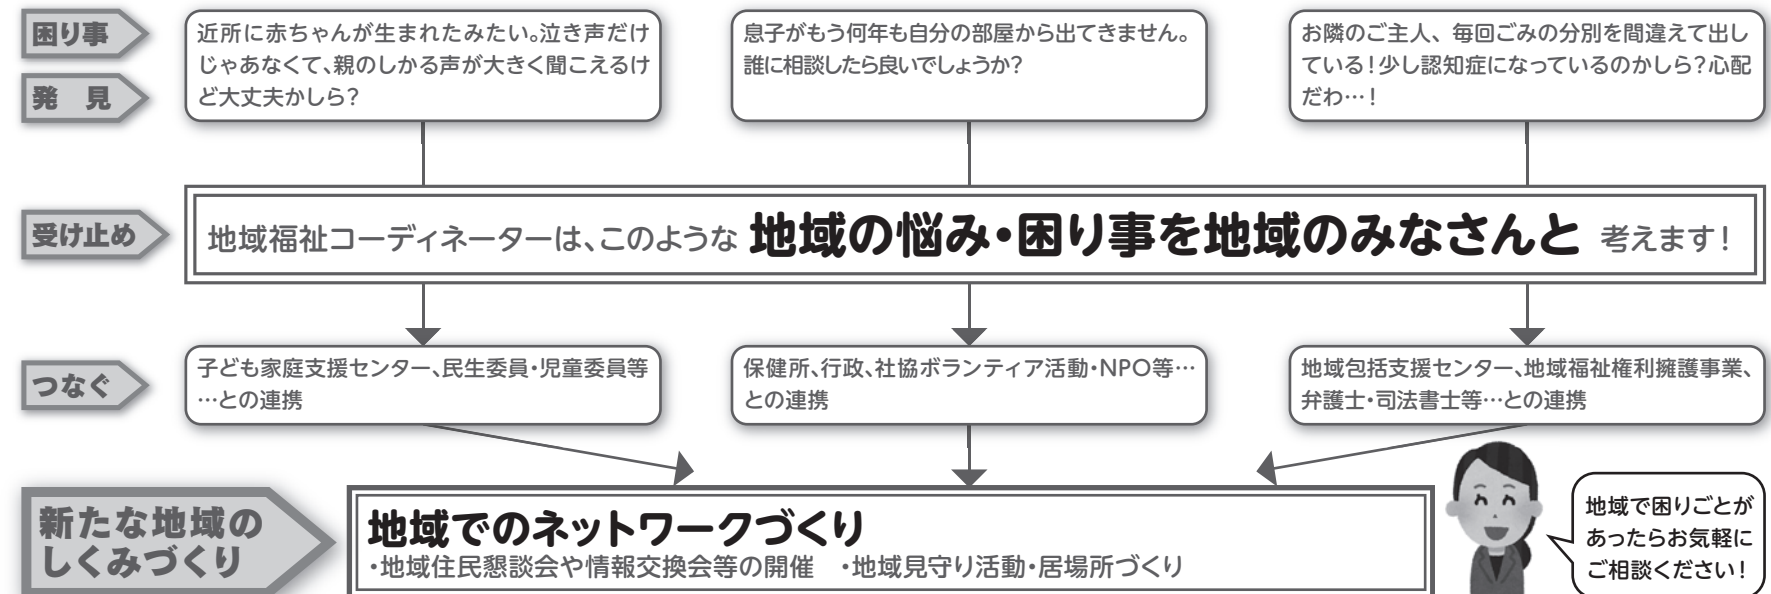 困り事
発見
近所に赤ちゃんが生まれたみたい。泣き声だけ
じゃあなくて、親のしかる声が大きく聞こえるけ
ど大丈夫かしら？
息子がもう何年も自分の部屋から出てきません。
誰に相談したら良いでしょうか？
お隣のご主人、毎回ごみの分別を間違えて出し
ている！少し認知症になっているのかしら？心配
だわ…！
受け止め
地域福祉コーディネーターは、このような 地域の悩み・困り事を地域のみなさんと 考えます！
つなぐ
子ども家庭支援センター、民生委員・児童委員等
…との連携
保健所、行政、社協ボランティア活動・NPO等…
との連携
地域包括支援センター、地域福祉権利擁護事業、
弁護士・司法書士等…との連携
新たな地域の
しくみづくり
地域でのネットワークづくり
・地域住民懇談会や情報交換会等の開催　・地域見守り活動・居場所づくり
地域で困りごとが
あったらお気軽に
ご相談ください！